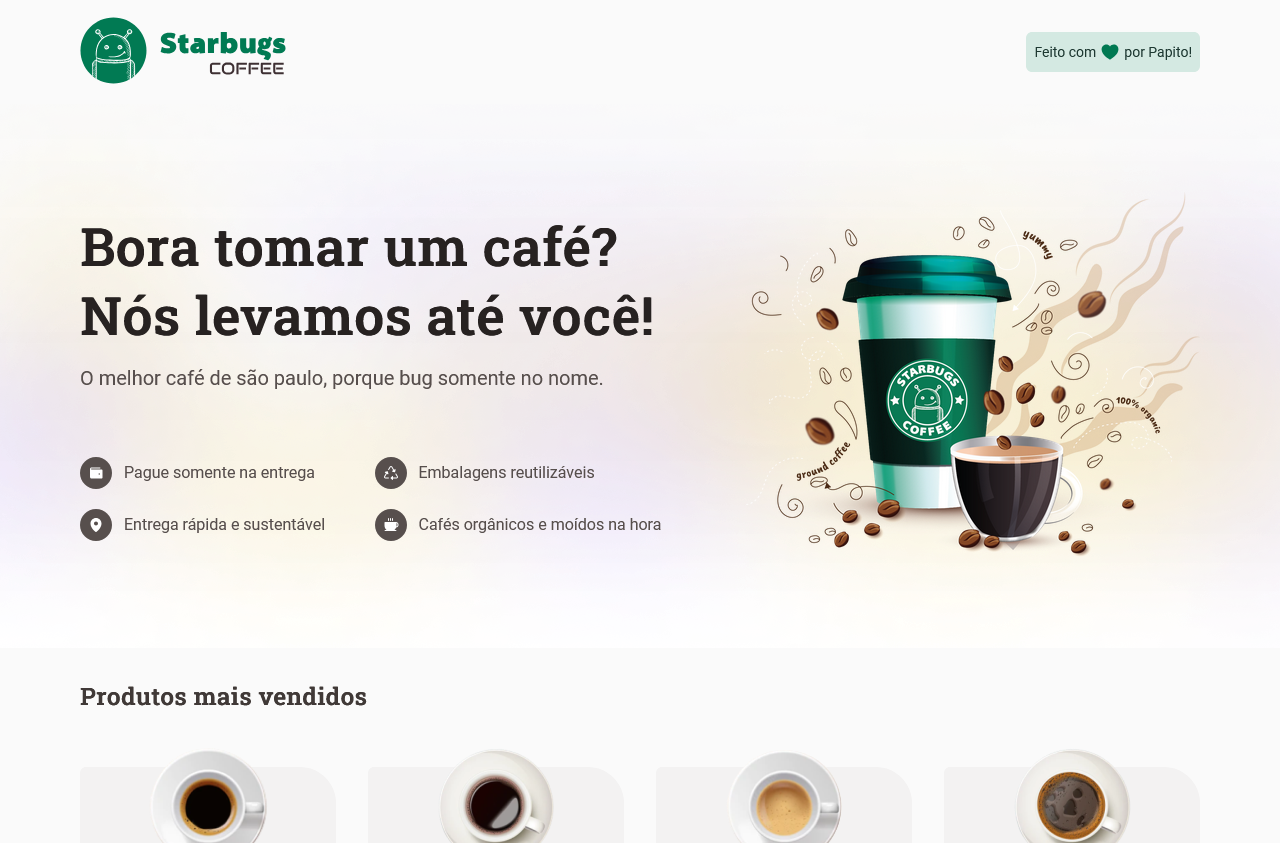 Starbugs
COFFEE
Feito com por Papito!
Bora tomar um café?
Nós levamos até você!
O melhor café de são paulo, porque bug somente no nome.
Pague somente na entrega
Embalagens reutilizáveis
Entrega rápida e sustentável
Cafés orgânicos e moídos na hora
yummy
STARBUGS
COFFEE
100% organic
ground coffee
Produtos mais vendidos